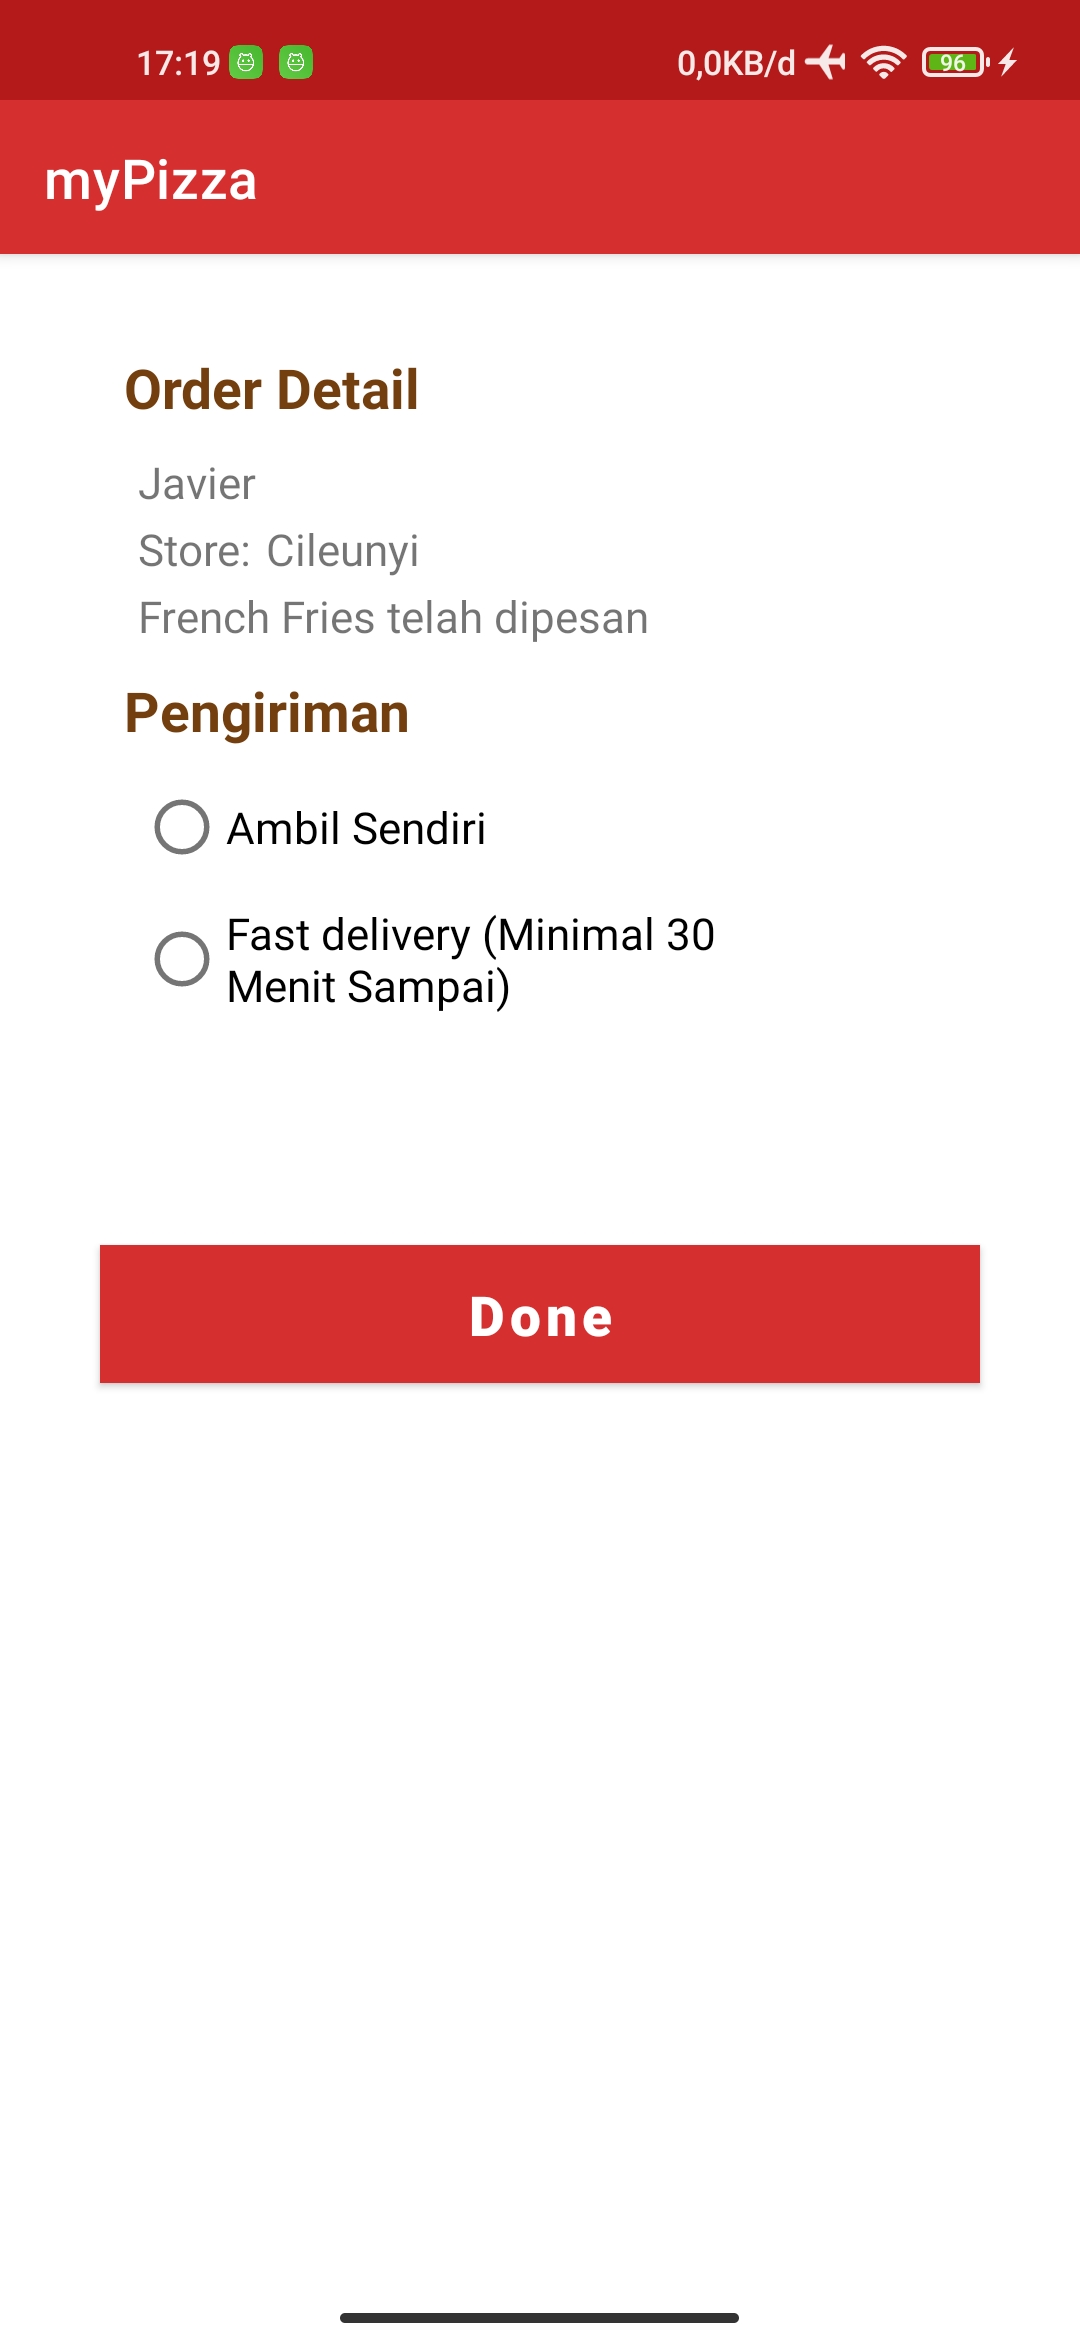 17:19 0,0KB/d 96
myPizza
Order Detail
Javier
Store: Cileunyi
French Fries telah dipesan
Pengiriman
Ambil Sendiri
Fast delivery (Minimal 30
Menit Sampai)
Done